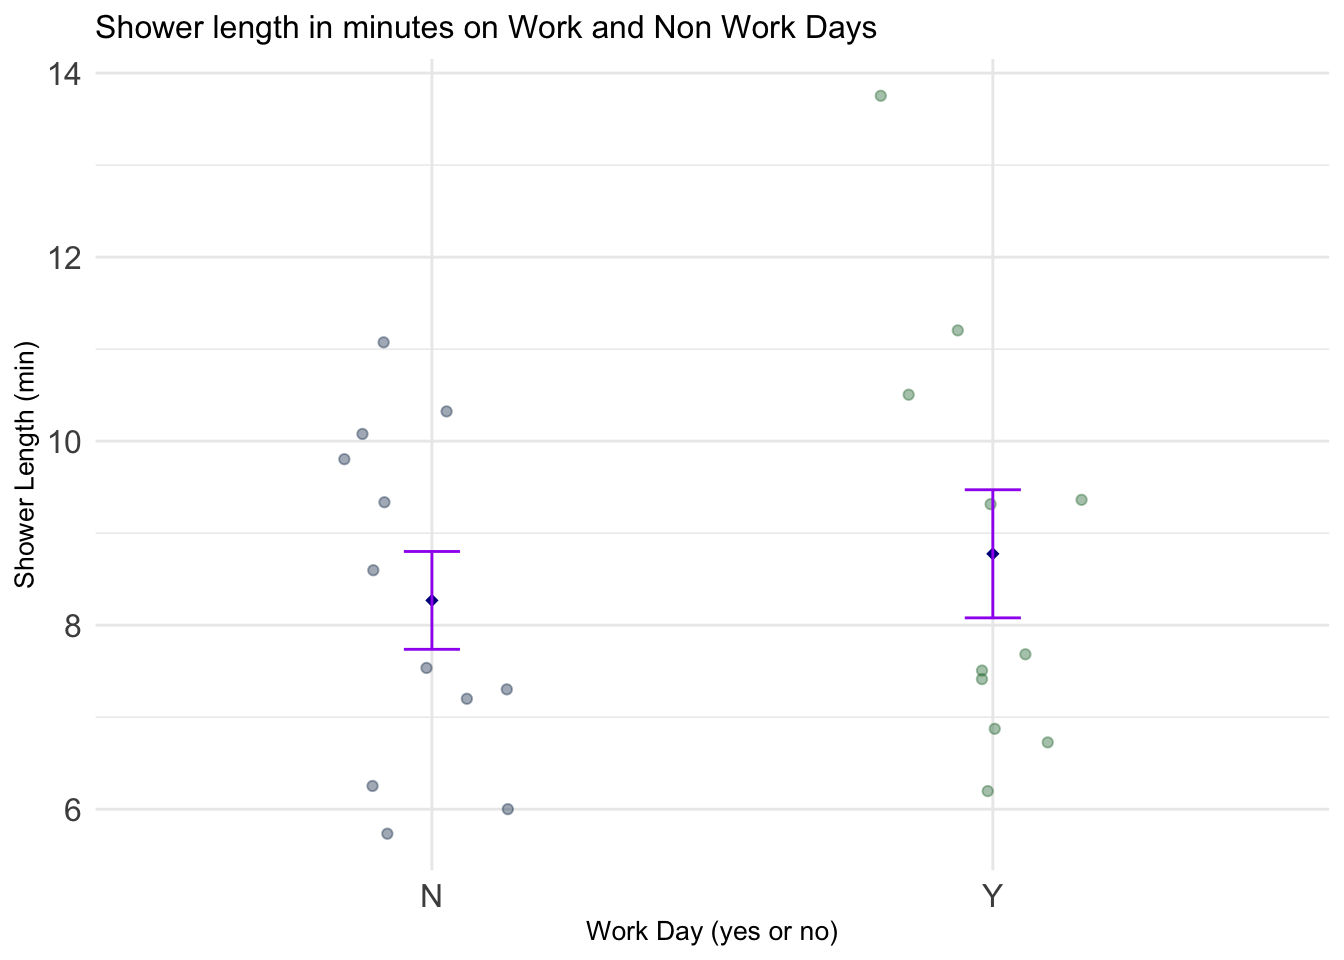 Shower length in minutes on Work and Non Work Days
14
12
10
8
6
Shower Length (min)
N
Y
Work Day (yes or no)